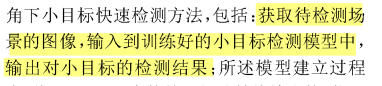 角下小目标快速检测方法,包括:获取待检测场
景的图像,输入到训练好的小目标检测模型中,
输出对小目标的检测结果;所述模型建立过程